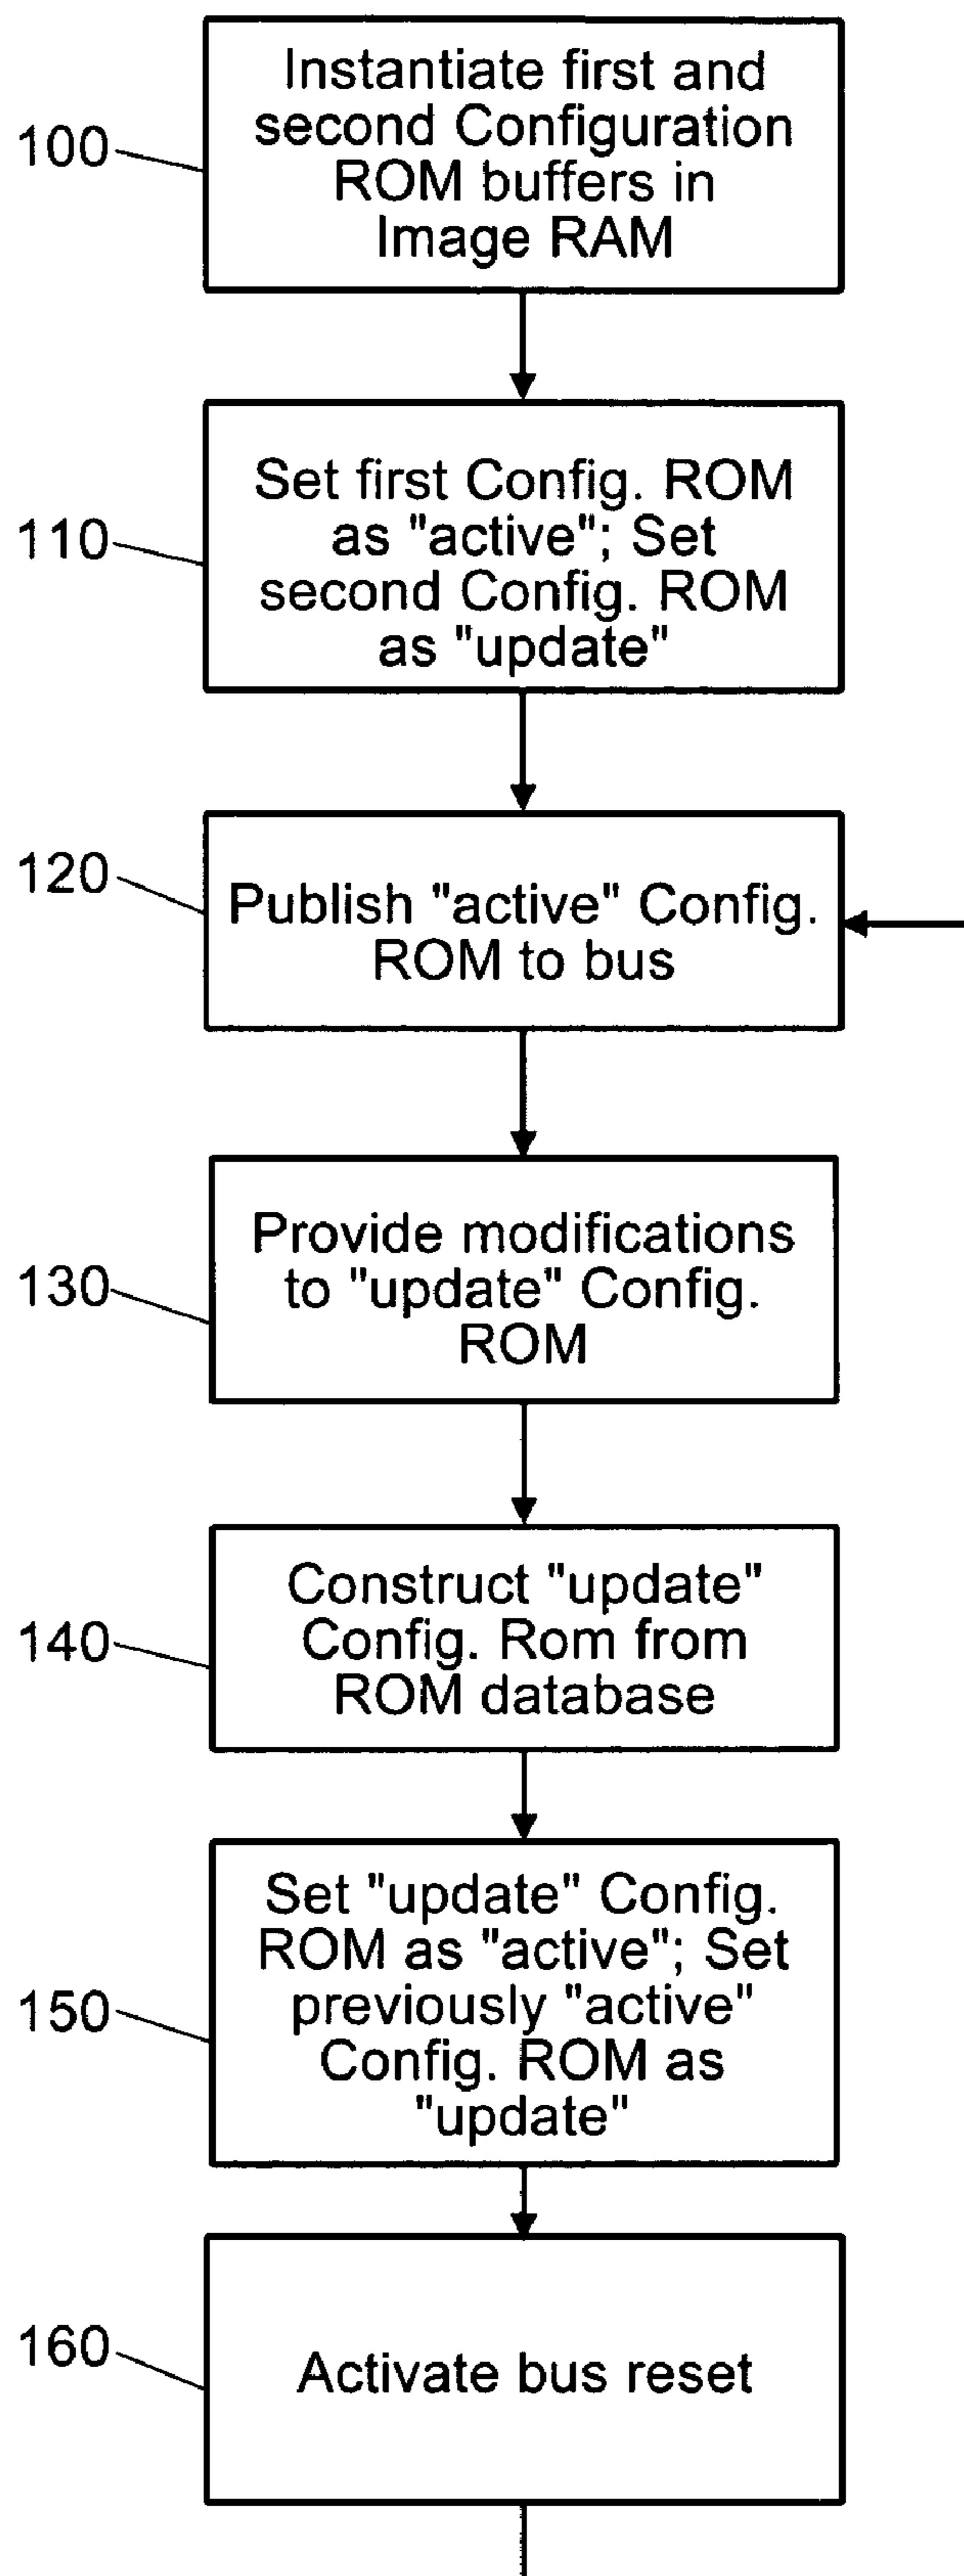 100
Instantiate first and
second Configuration
ROM buffers in
Image RAM
110
Set first Config. ROM
as "active"; Set
second Config. ROM
as "update"
120
Publish "active" Config.
ROM to bus
130
Provide modifications
to "update" Config.
ROM
140
Construct "update"
Config. Rom from
ROM database
150
Set "update" Config.
ROM as "active"; Set
previously "active"
Config. ROM as
"update"
160
Activate bus reset